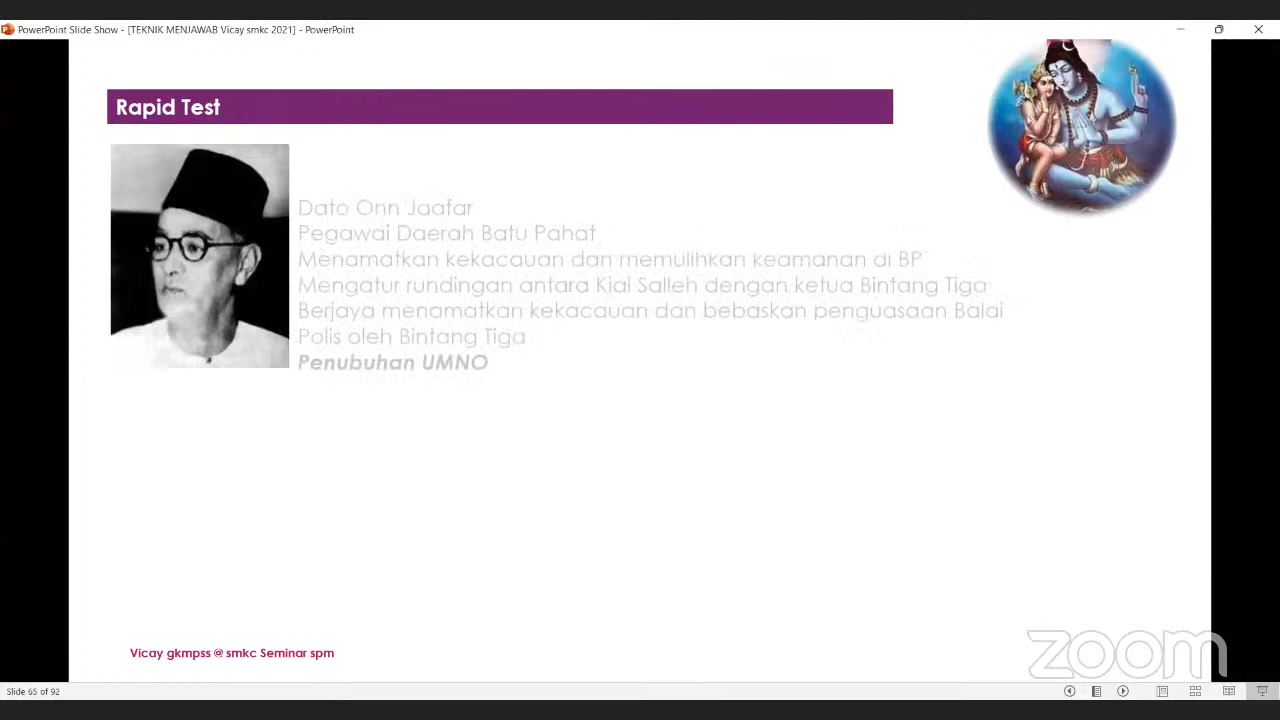 PowerPoint Slide Show - [TEKNIK MENJAWAB Vicay smkc 2021] - PowerPoint
Rapid Test
Dato Onn Jaafar
Pegawai Daerah Batu Pahat
Menamatkan kekacauan dan memulihkan keamanan di BP
Mengatur rundingan antara Kiai Salleh dengan ketua Bintang Tiga
Berjaya menamatkan kekacauan dan bebaskan penguasaan Balai
Polis oleh Bintang Tiga
Penubuhan UMNO
Vicay gkmpss @ smkc Seminar spm
zoom
Slide 65 of 92